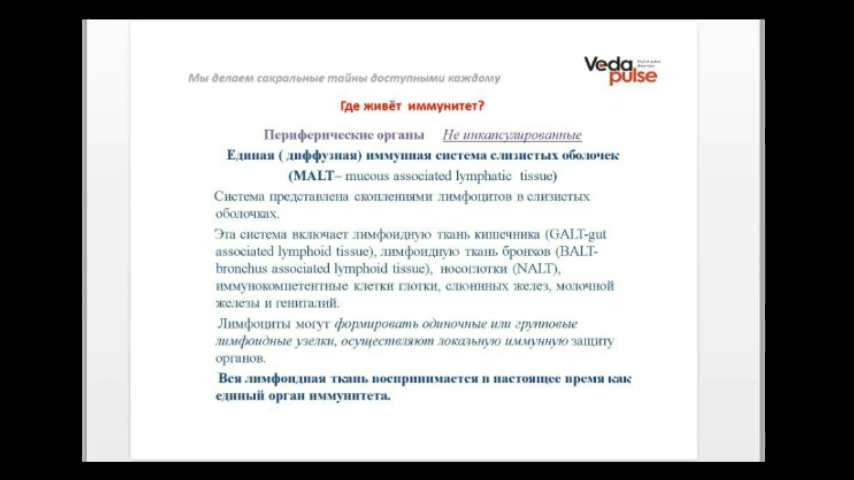 Мы делаем сакральные тайны доступными каждому
Veda
pulse
Где живёт иммунитет?
Периферические органы Не инкапсулированные
Единая ( диффузная) иммунная система слизистых оболочек
(MALT– mucous associated lymphatic tissue)
Система представлена скоплениями лимфоцитов в слизистых
оболочках.
Эта система включает лимфоидную ткань кишечника (GALT-gut
associated lymphoid tissue), лимфоидную ткань бронхов (BALT-
bronchus associated lymphoid tissue), носоглотки (NALT),
иммунокомпетентные клетки глотки, слюннных желез, молочной
железы и гениталий.
Лимфоциты могут формировать одиночные или групповые
лимфоидные узелки, осуществляют локальную иммунную защиту
органов.
Вся лимфоидная ткань воспринимается в настоящее время как
единый орган иммунитета.